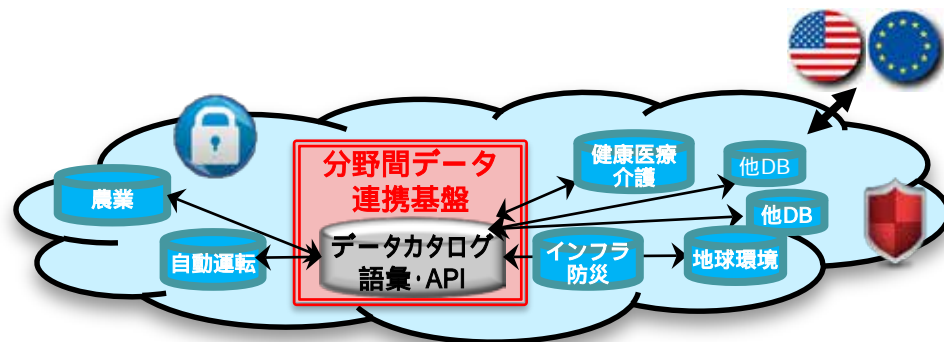 分野間データ
連携基盤
データカタログ
語彙･API
農業
自動運転
健康医療
介護
他DB
他DB
インフラ
防災
地球環境